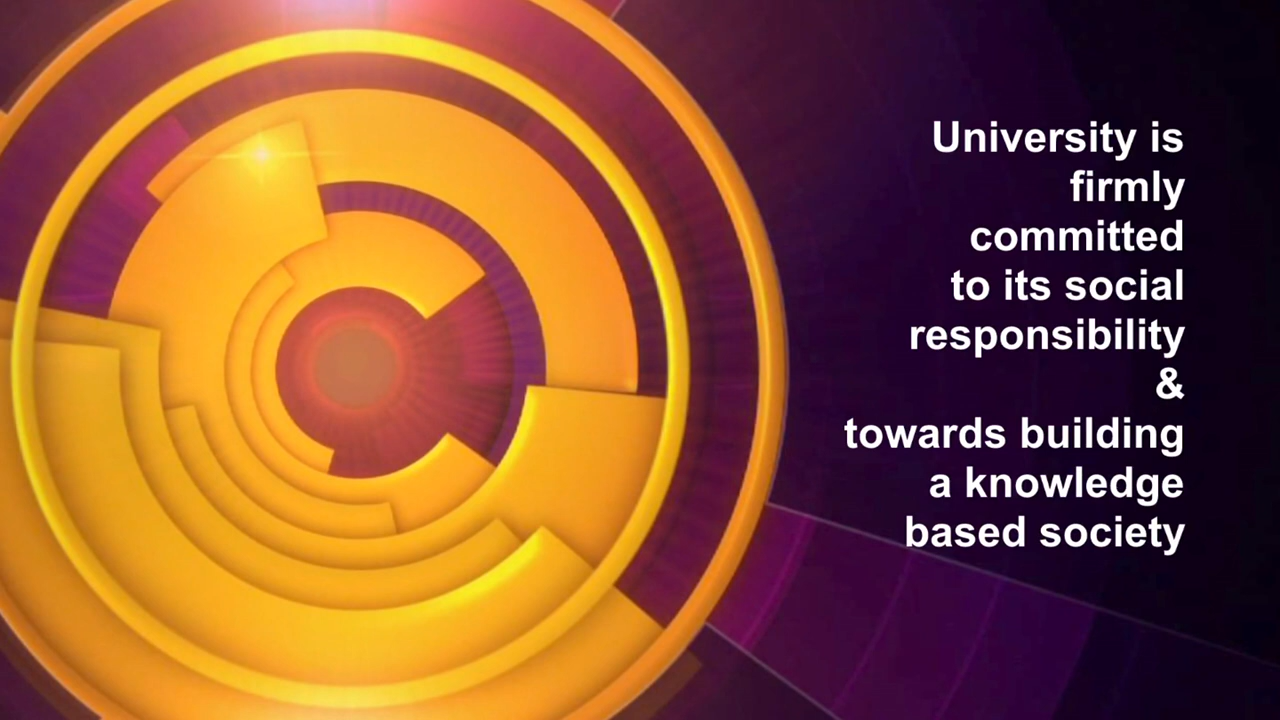 University is
firmly
committed
to its social
responsibility
&
towards building
a knowledge
based society